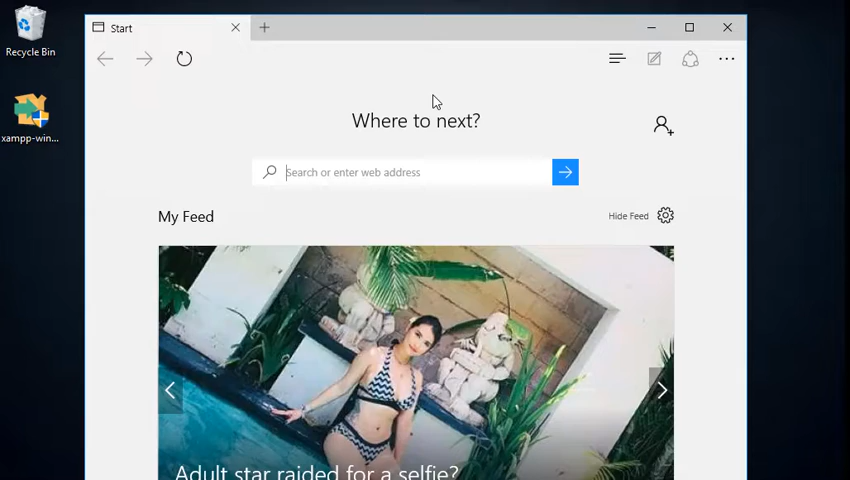 Recycle Bin
xampp-win...
Start
Where to next?
Search or enter web address
My Feed
Hide Feed
Adult star raided for a selfie?